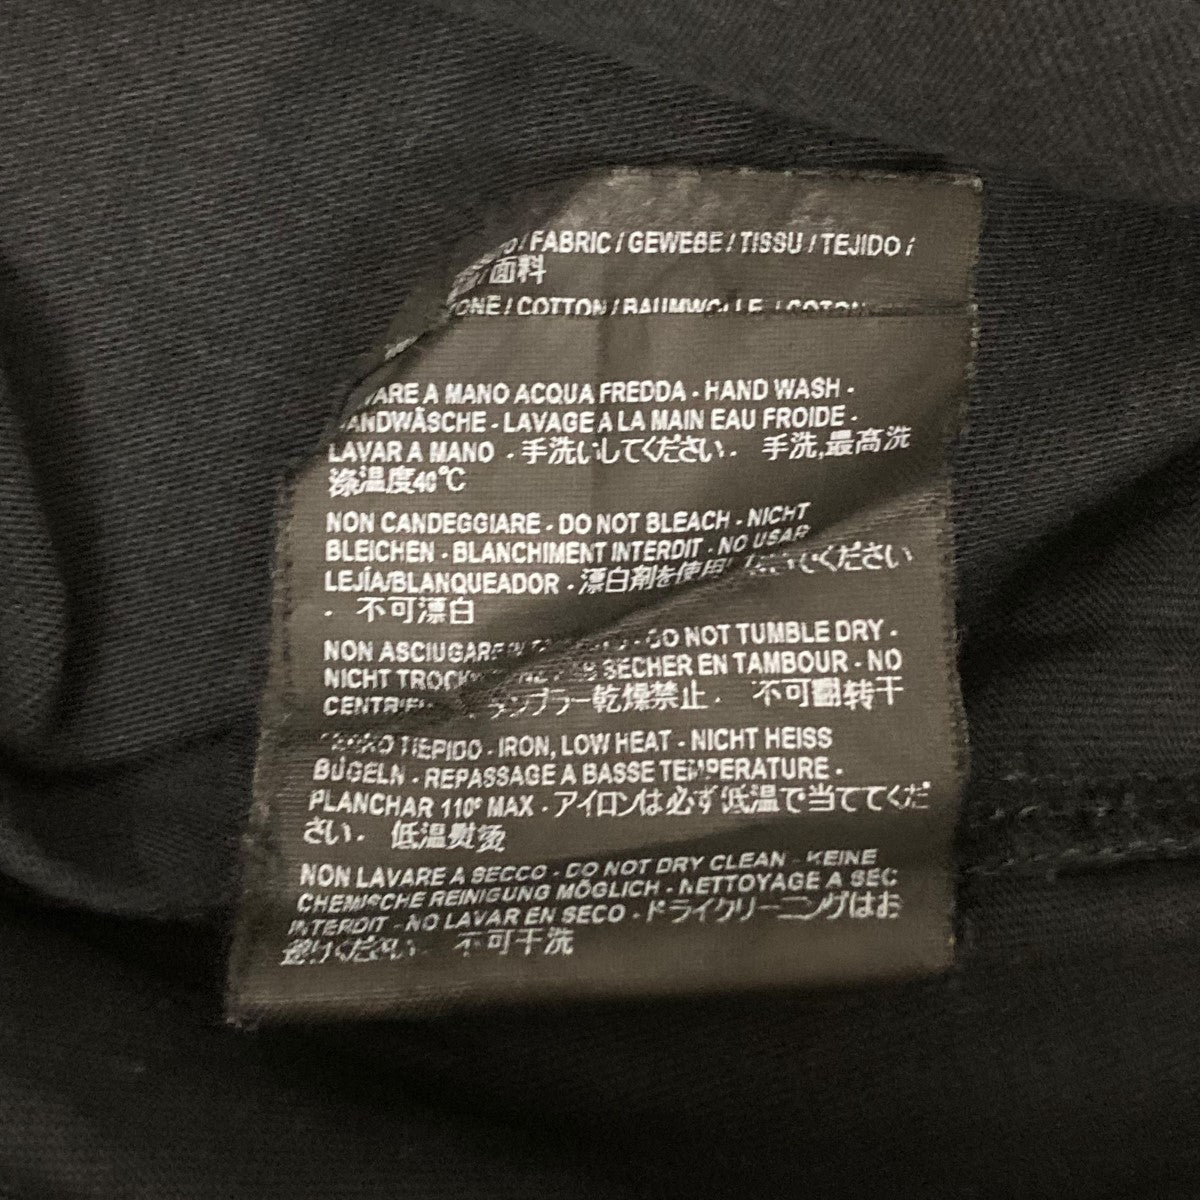 / FABRIC / GEWEBE / TISSU / TEJIDO /
/ 面料
/ COTTON /
A MANO ACQUA FREDDA - HAND WASH -
- LAVAGE A LA MAIN EAU FROIDE -
LAVAR A MANO - 手洗いしてください - 手洗,最高洗
涤温度40℃
NON CANDEGGIARE - DO NOT BLEACH - NICHT
BLEICHEN - BLANCHIMENT INTERDIT - NO USAR
LEJÍA/BLANQUEADOR - 漂白剤を使用しないでください
- 不可漂白
NON ASCIUGARE - DO NOT TUMBLE DRY -
NICHT SECHER EN TAMBOUR - NO
タンブラー乾燥禁止 - 不可翻转干
TIEPIDO - IRON, LOW HEAT - NICHT HEISS
BÜGELN - REPASSAGE A BASSE TEMPERATURE -
PLANCHAR 110° MAX - アイロンは必ず低温で当ててくだ
さい - 低温熨烫
NON LAVARE A SECCO - DO NOT DRY CLEAN - KEINE
CHEMISCHE REINIGUNG MÖGLICH - NETTOYAGE A SEC
INTERDIT - NO LAVAR EN SECO - ドライクリーニングはお
避けください - 不可干洗